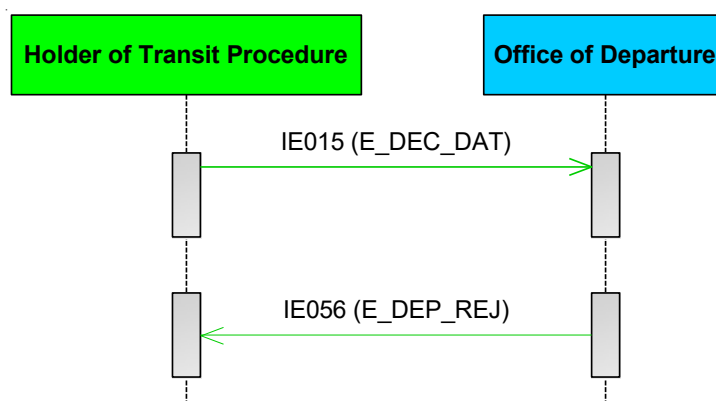 Holder of Transit Procedure
Office of Departure
IE015 (E_DEC_DAT)
IE056 (E_DEP_REJ)